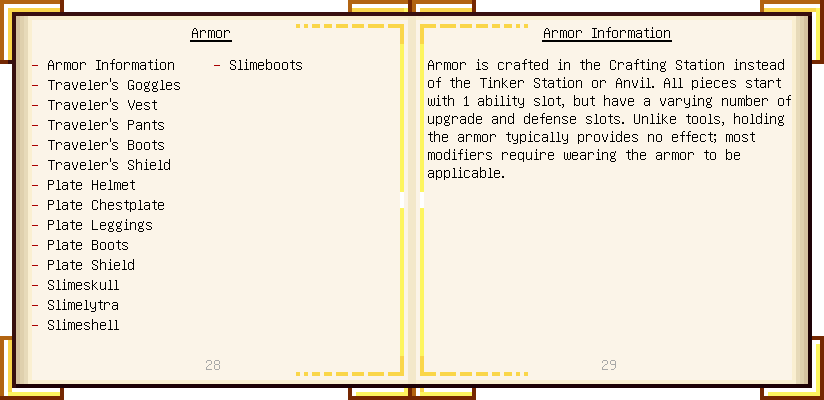 Armor
- Armor Information
- Traveler's Goggles
- Traveler's Vest
- Traveler's Pants
- Traveler's Boots
- Traveler's Shield
- Plate Helmet
- Plate Chestplate
- Plate Leggings
- Plate Boots
- Plate Shield
- Slimeskull
- Slimelytra
- Slimeshell
- Slimeboots
28
Armor Information
Armor is crafted in the Crafting Station instead
of the Tinker Station or Anvil. All pieces start
with 1 ability slot, but have a varying number of
upgrade and defense slots. Unlike tools, holding
the armor typically provides no effect; most
modifiers require wearing the armor to be
applicable.
29